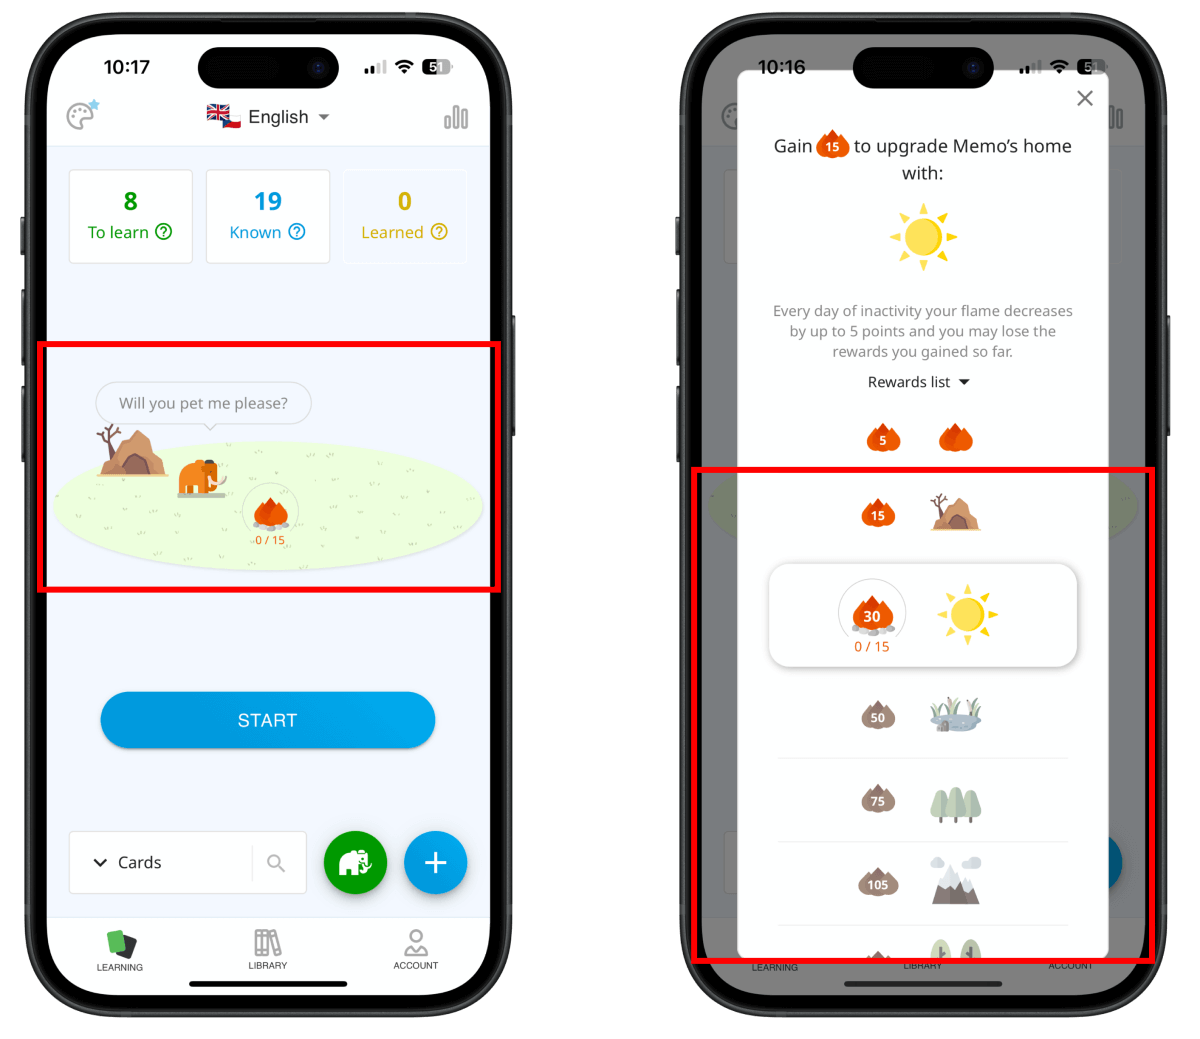 10:17
51
English
8
To learn ?
19
Known ?
0
Learned ?
Will you pet me please?
0 / 15
START
Cards
LEARNING
LIBRARY
ACCOUNT
10:16
5
Gain 15 to upgrade Memo's home
with:
Every day of inactivity your flame decreases
by up to 5 points and you may lose the
rewards you gained so far.
Rewards list
5
15
30
0 / 15
50
75
105
LEARNING
LIBRARY
ACCOUNT